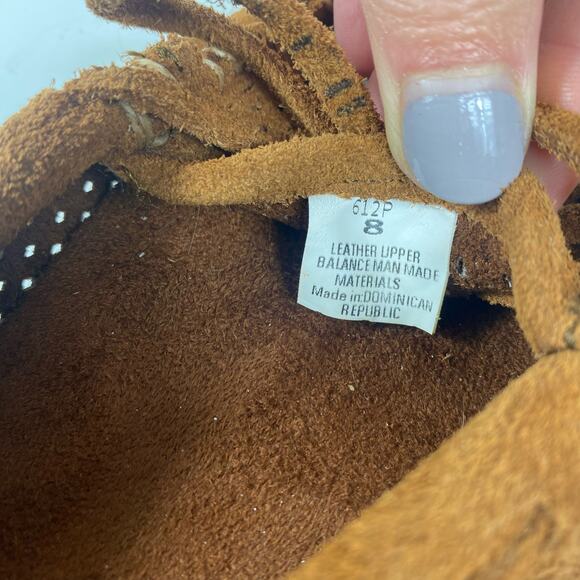 612P
8
LEATHER UPPER
BALANCE MAN MADE
MATERIALS
Made in:DOMINICAN
REPUBLIC